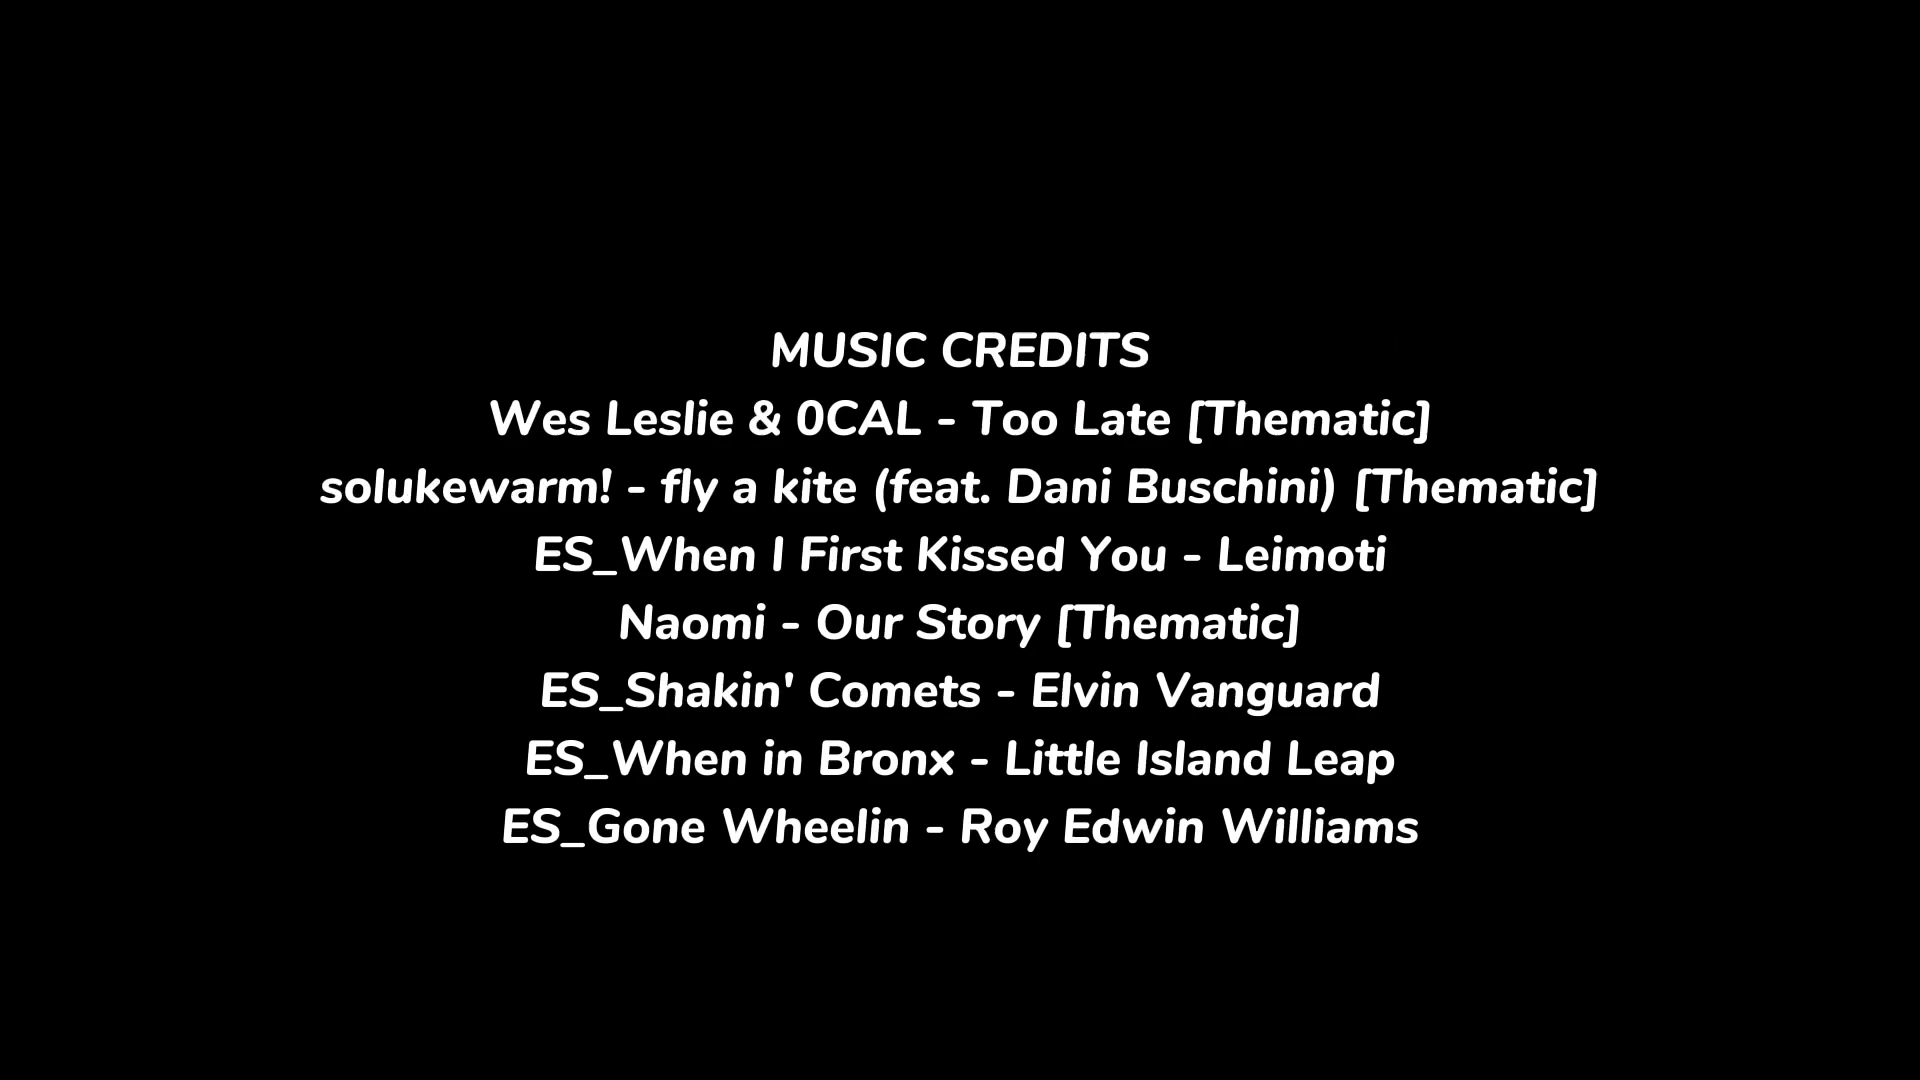 MUSIC CREDITS
Wes Leslie & 0CAL - Too Late [Thematic]
solukewarm! - fly a kite (feat. Dani Buschini) [Thematic]
ES_When I First Kissed You - Leimoti
Naomi - Our Story [Thematic]
ES_Shakin' Comets - Elvin Vanguard
ES_When in Bronx - Little Island Leap
ES_Gone Wheelin - Roy Edwin Williams